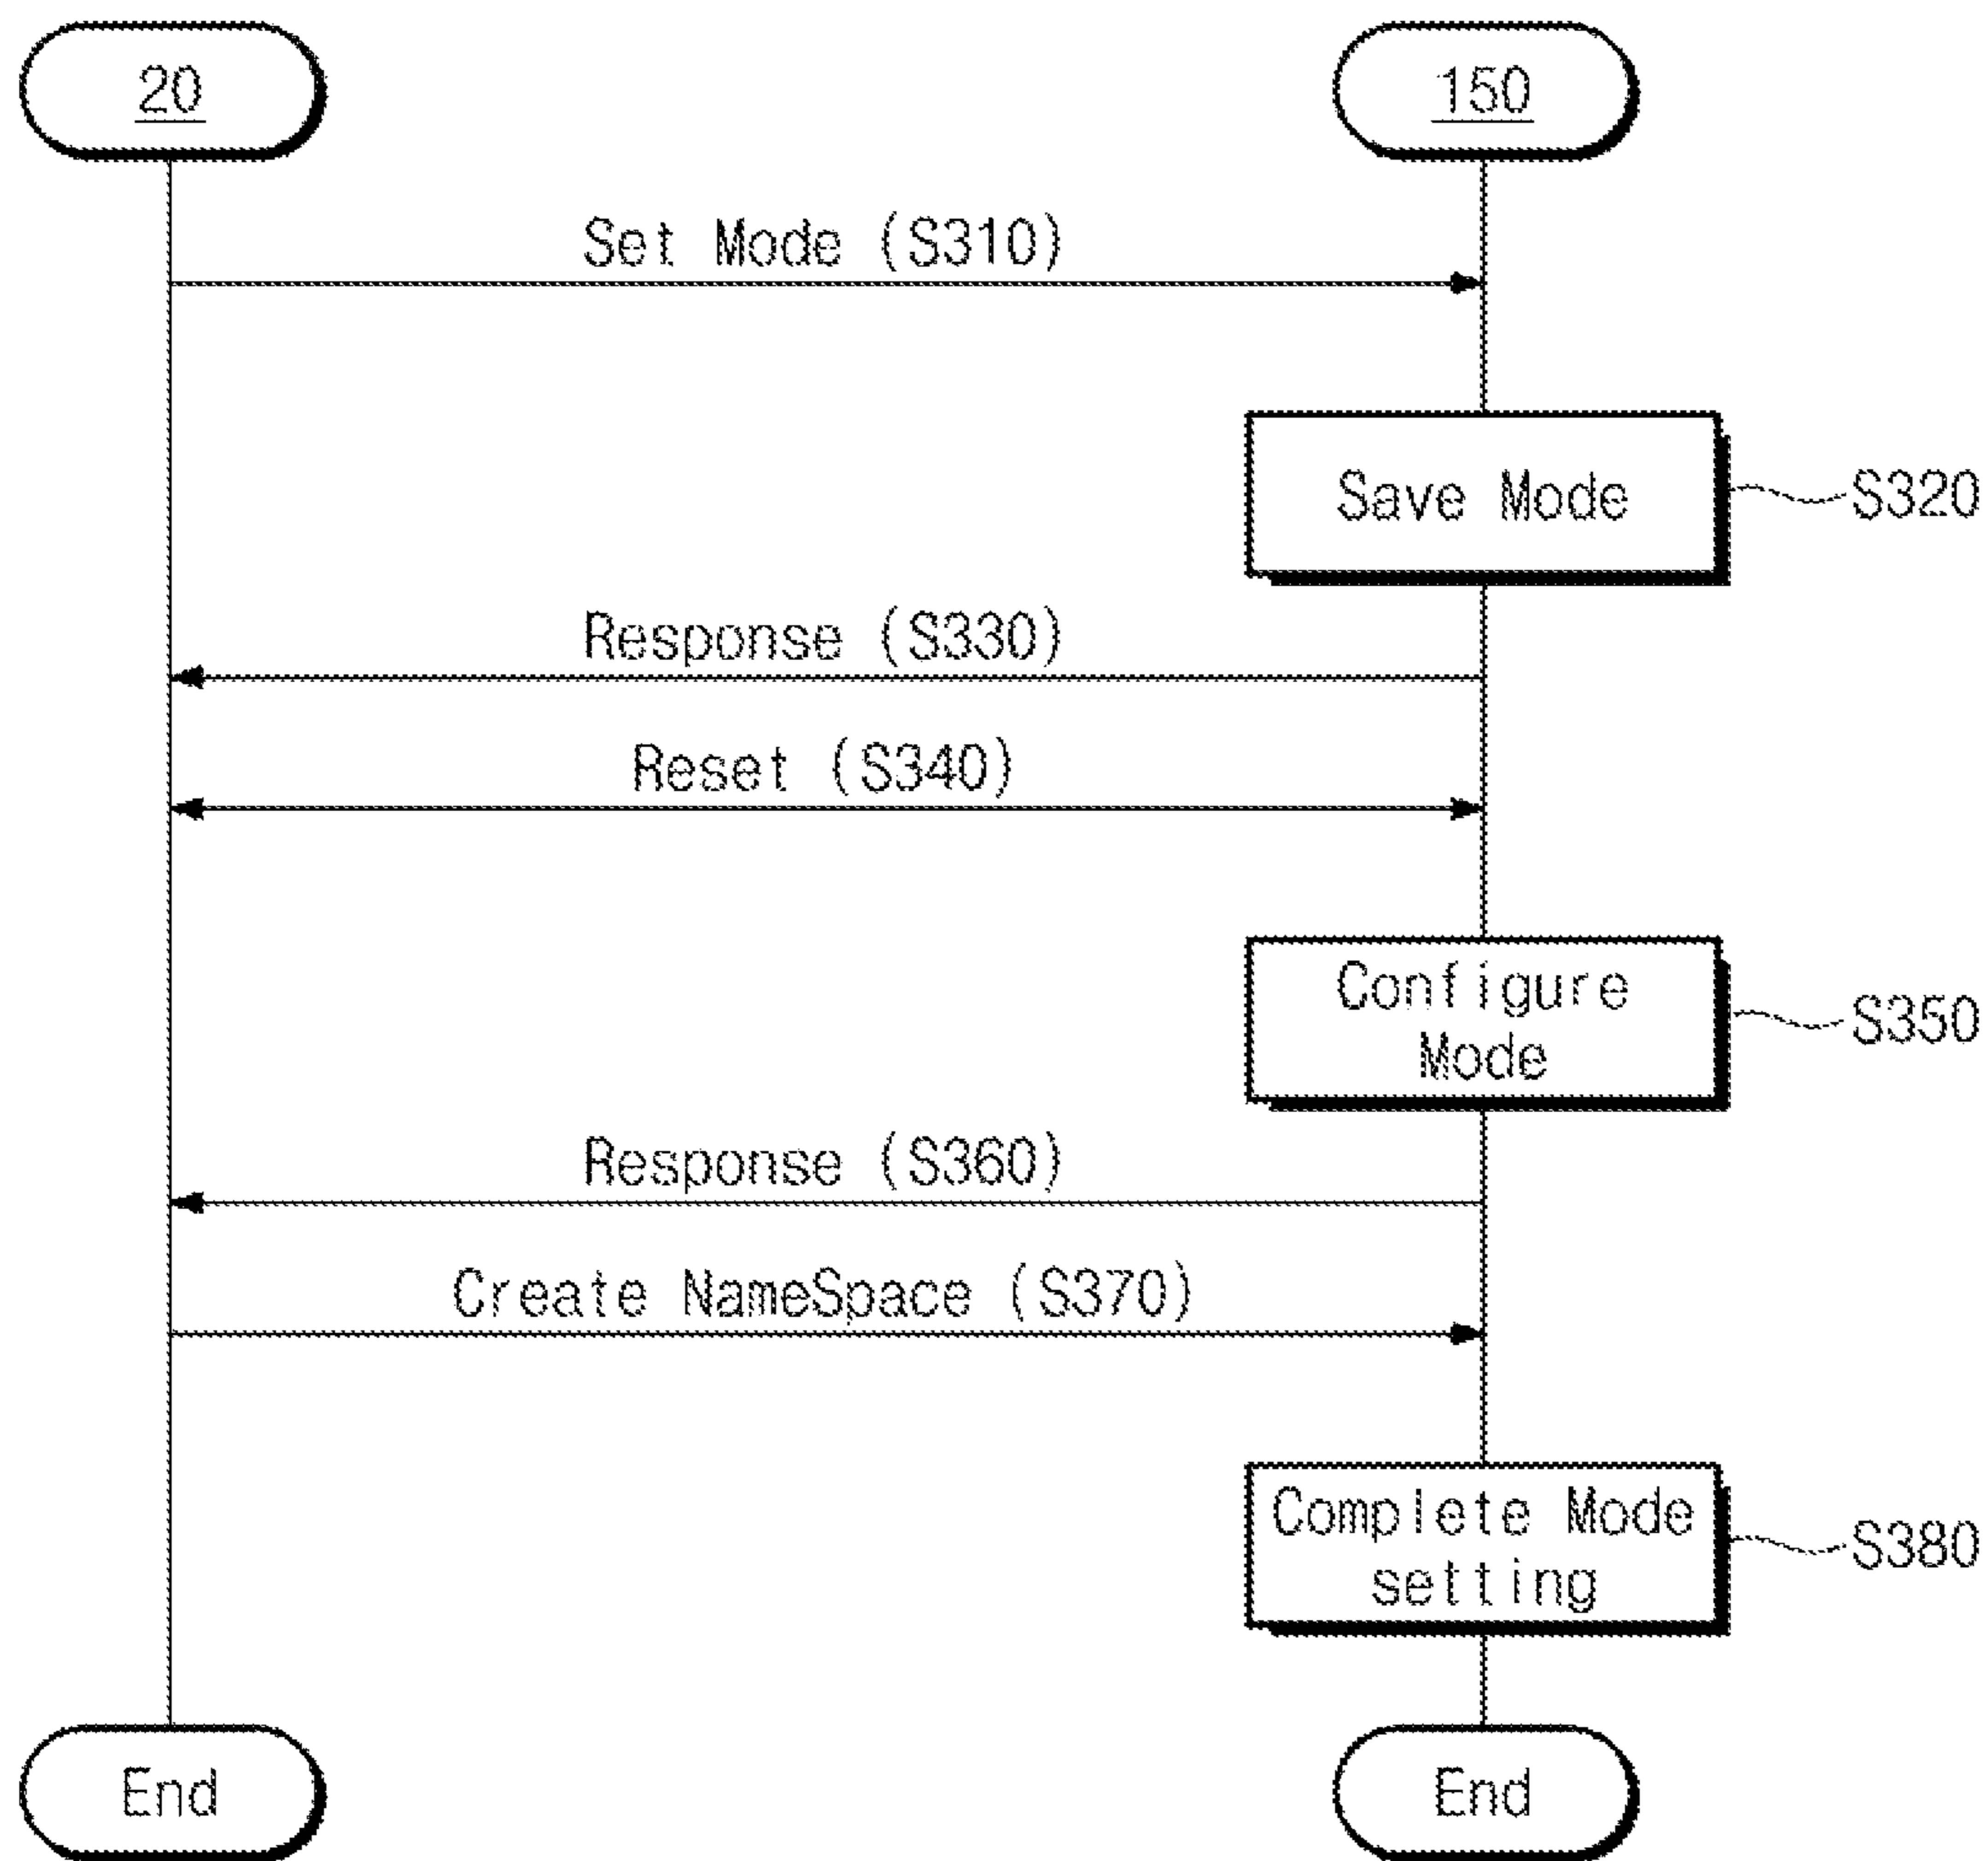 20
150
Set Mode (S310)
Save Mode
S320
Response (S330)
Reset (S340)
Configure
Mode
S350
Response (S360)
Create NameSpace (S370)
Complete Mode
setting
S380
End
End